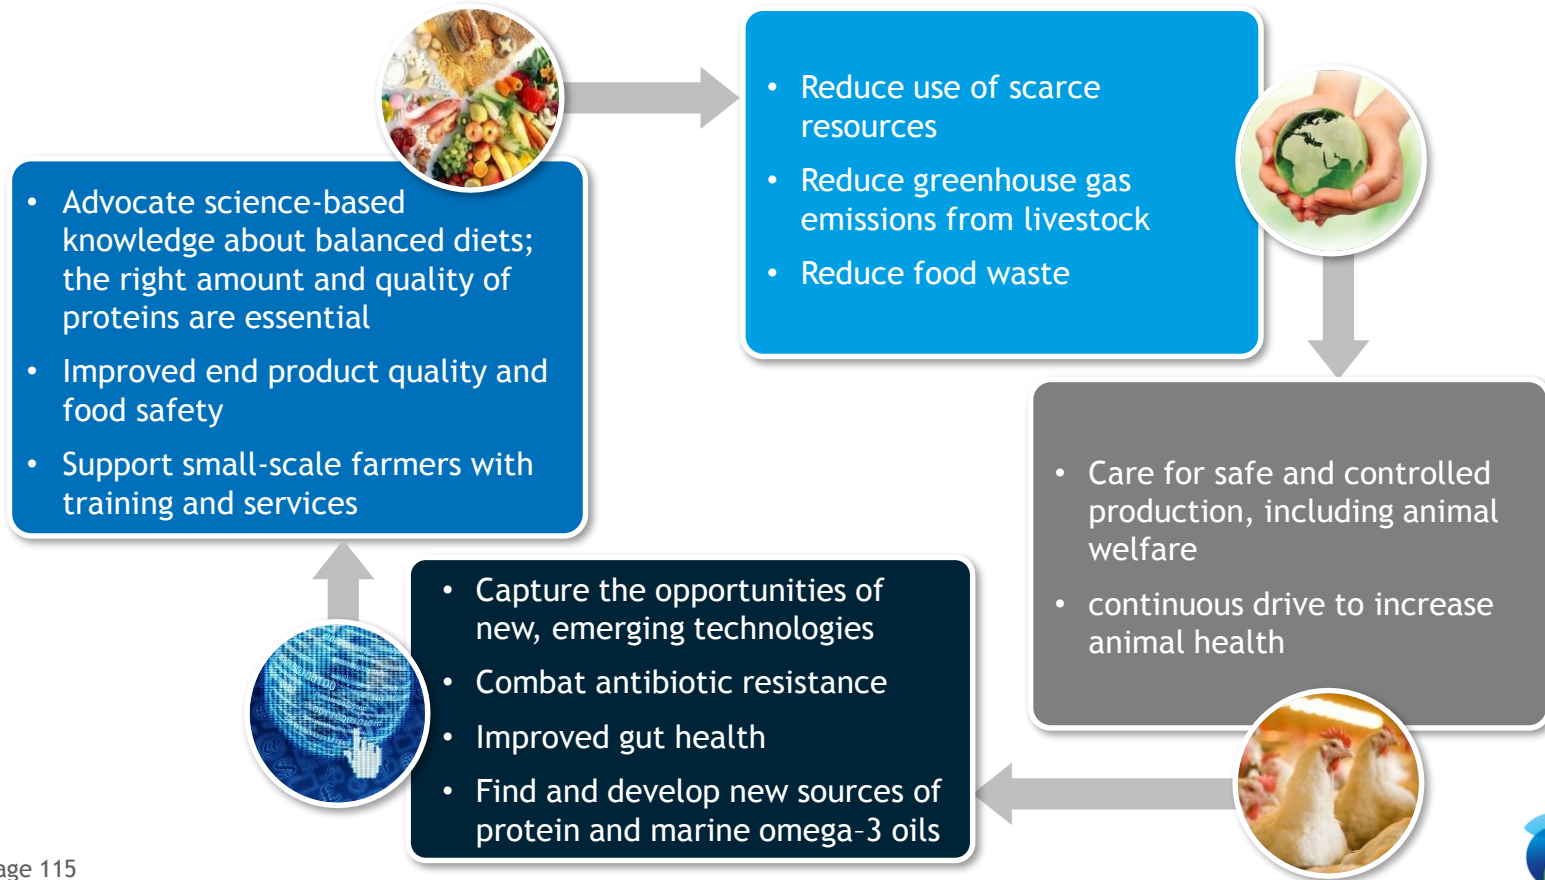 • Advocate science-based
knowledge about balanced diets;
the right amount and quality of
proteins are essential
• Improved end product quality and
food safety
• Support small-scale farmers with
training and services
• Reduce use of scarce
resources
• Reduce greenhouse gas
emissions from livestock
• Reduce food waste
• Care for safe and controlled
production, including animal
welfare
• continuous drive to increase
animal health
• Capture the opportunities of
new, emerging technologies
• Combat antibiotic resistance
• Improved gut health
• Find and develop new sources of
protein and marine omega-3 oils
age 115